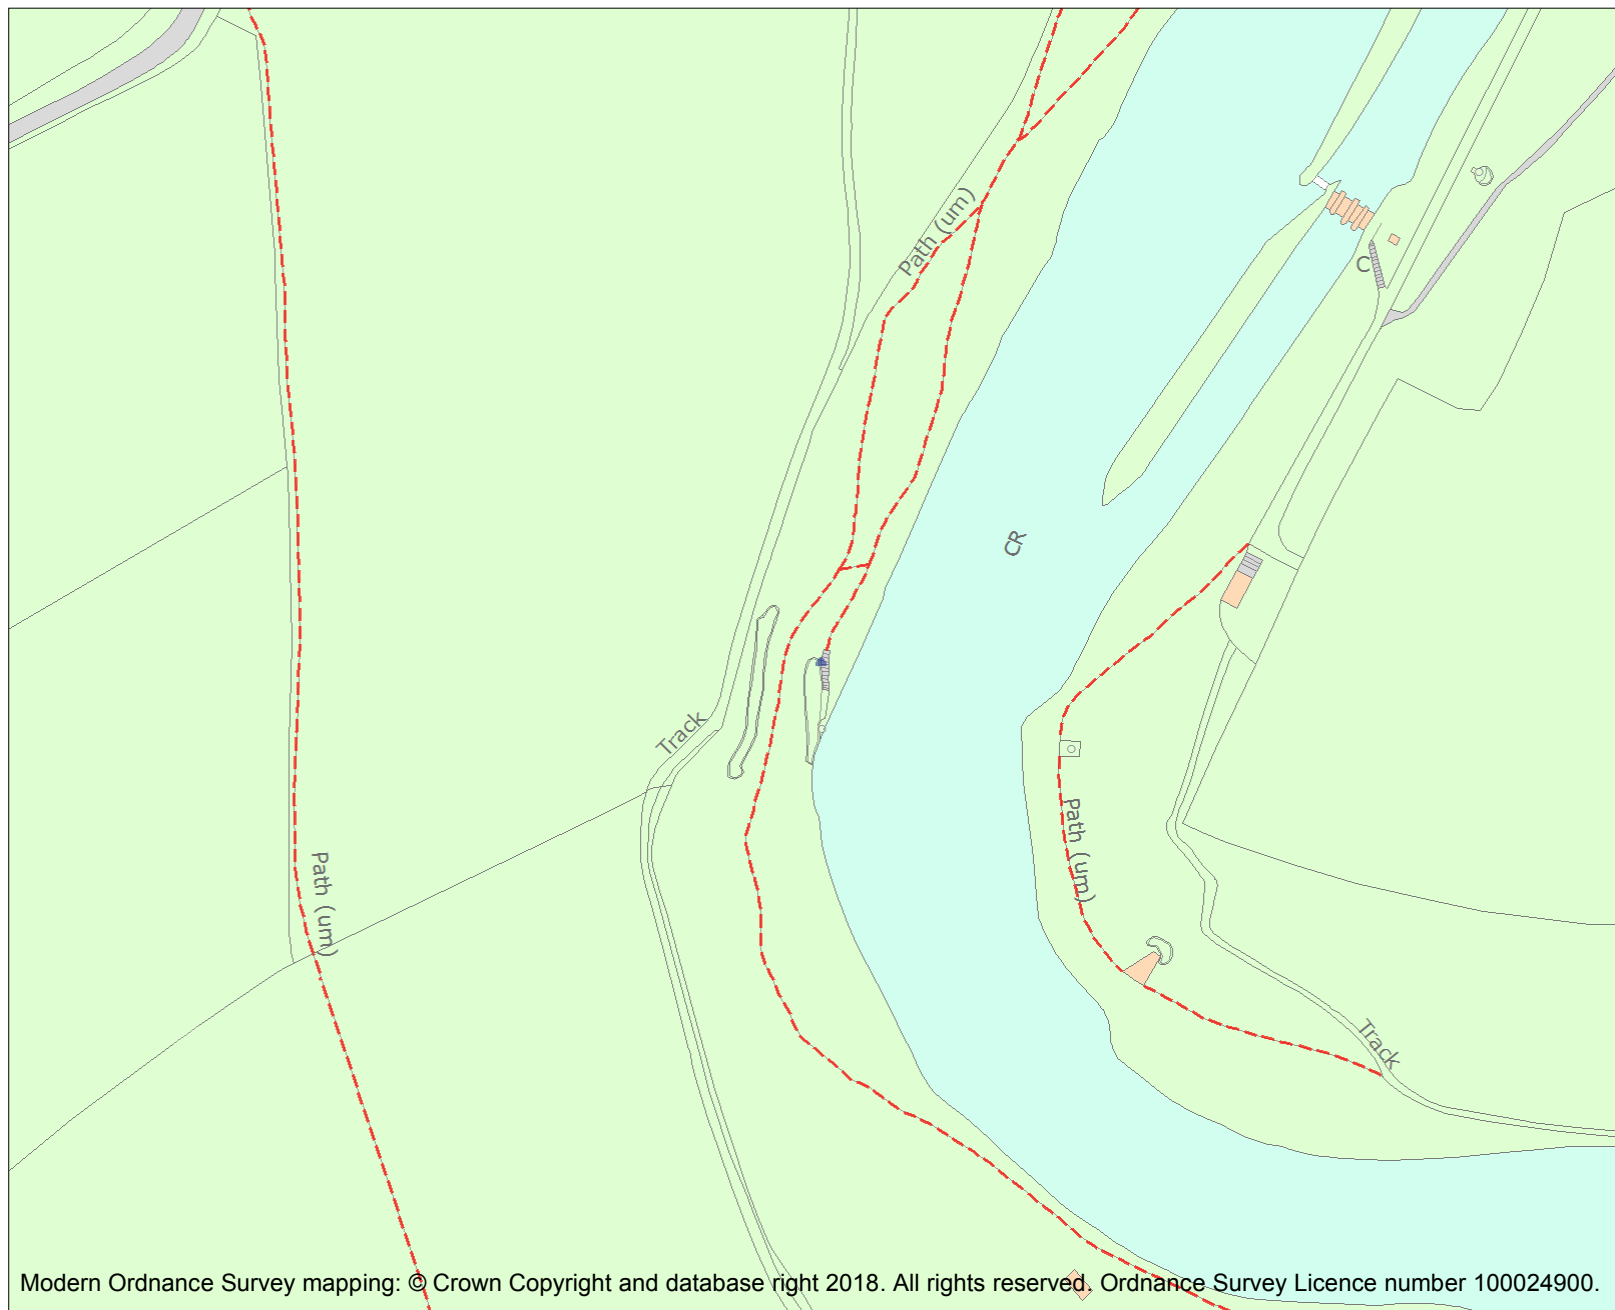 Path (um)
C
CR
Track
Path (um)
Path (um)
Track
Modern Ordnance Survey mapping: © Crown Copyright and database right 2018. All rights reserved. Ordnance Survey Licence number 100024900.